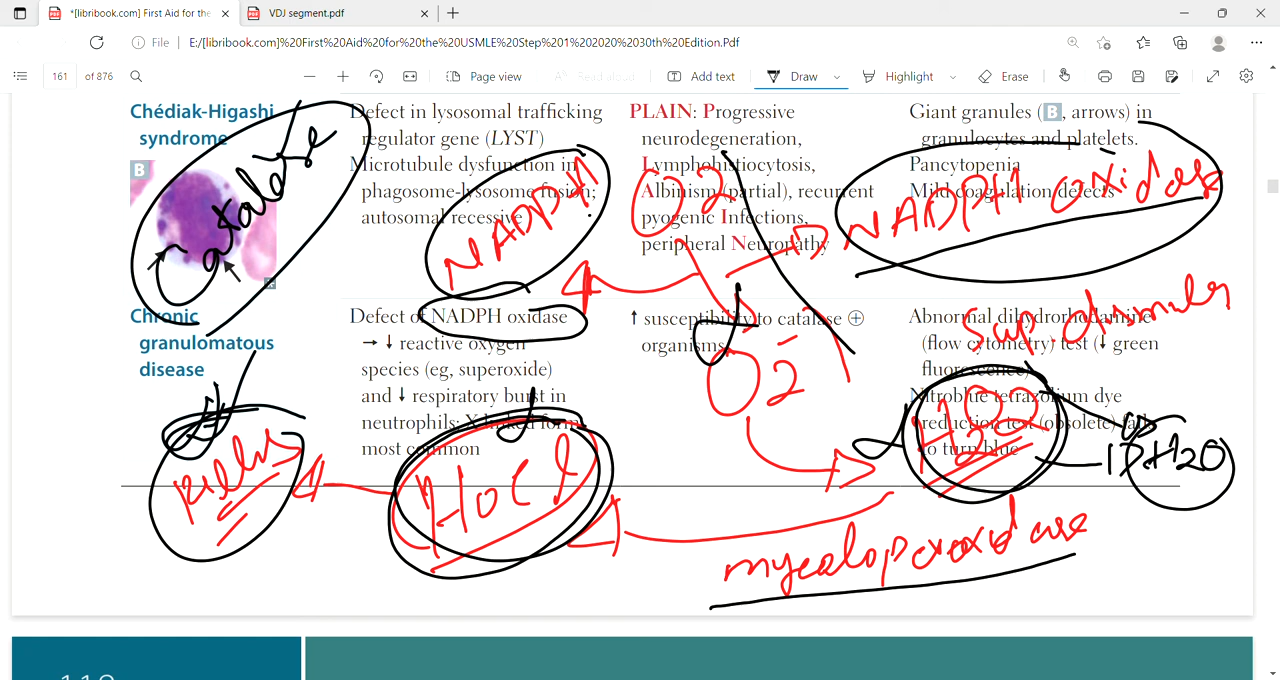 *[libribook.com] First Aid for the
VDJ segment.pdf
File
E:/[libribook.com]%20First%20Aid%20for%20the%20USMLE%20Step%201%202020%2030th%20Edition.Pdf
161 of 876
Page view
Read aloud
Add text
Draw
Highlight
Erase
Chédiak-Higashi
syndrome
B
Defect in lysosomal trafficking
regulator gene (LYST)
Microtubule dysfunction in
phagosome-lysosome fusion;
autosomal recessive
PLAIN: Progressive
neurodegeneration,
Lymphohistiocytosis,
Albinism (partial), recurrent
pyogenic Infections,
peripheral Neuropathy
Giant granules (B, arrows) in
granulocytes and platelets.
Pancytopenia
Mild coagulation defects
Chronic
granulomatous
disease
Defect of NADPH oxidase
→ ↓ reactive oxygen
species (eg, superoxide)
and ↓ respiratory burst in
neutrophils; X-linked form
most common
↑ susceptibility to catalase ⊕
organisms
Abnormal dihydrorhodamine
(flow cytometry) test (↓ green
fluorescence)
Nitroblue tetrazolium dye
reduction test (obsolete) fails
to turn blue
NADPH
O2
NADPH oxidase
O2-
H2O2
H2O
HOCl